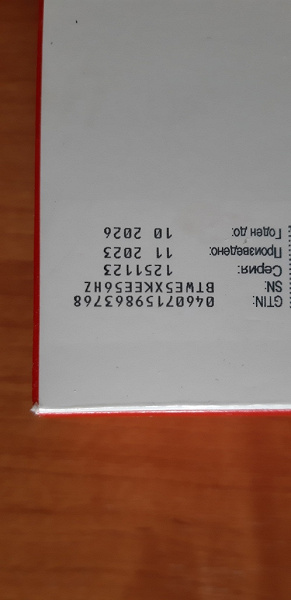 GTIN: 04607159863768
SN: BTWE5XKEE56HZ
Серия: 1251123
Произведено: 11 2023
Годен до: 10 2026